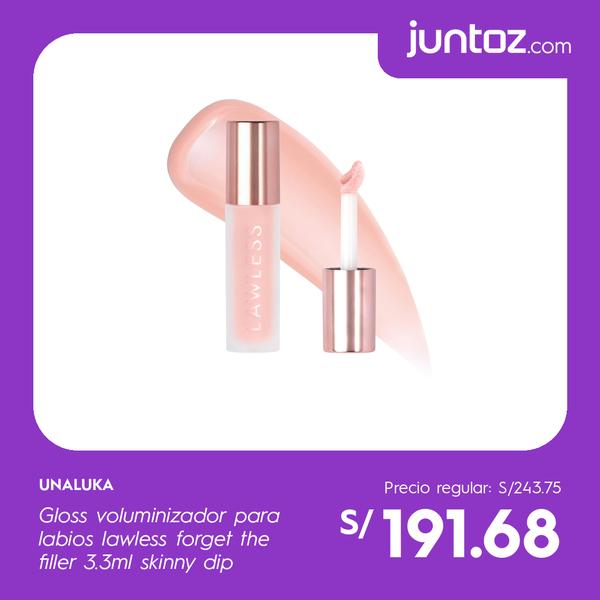 juntoz.com
LAWLESS
UNALUKA
Gloss voluminizador para
labios lawless forget the
filler 3.3ml skinny dip
Precio regular: S/243.75
S/191.68